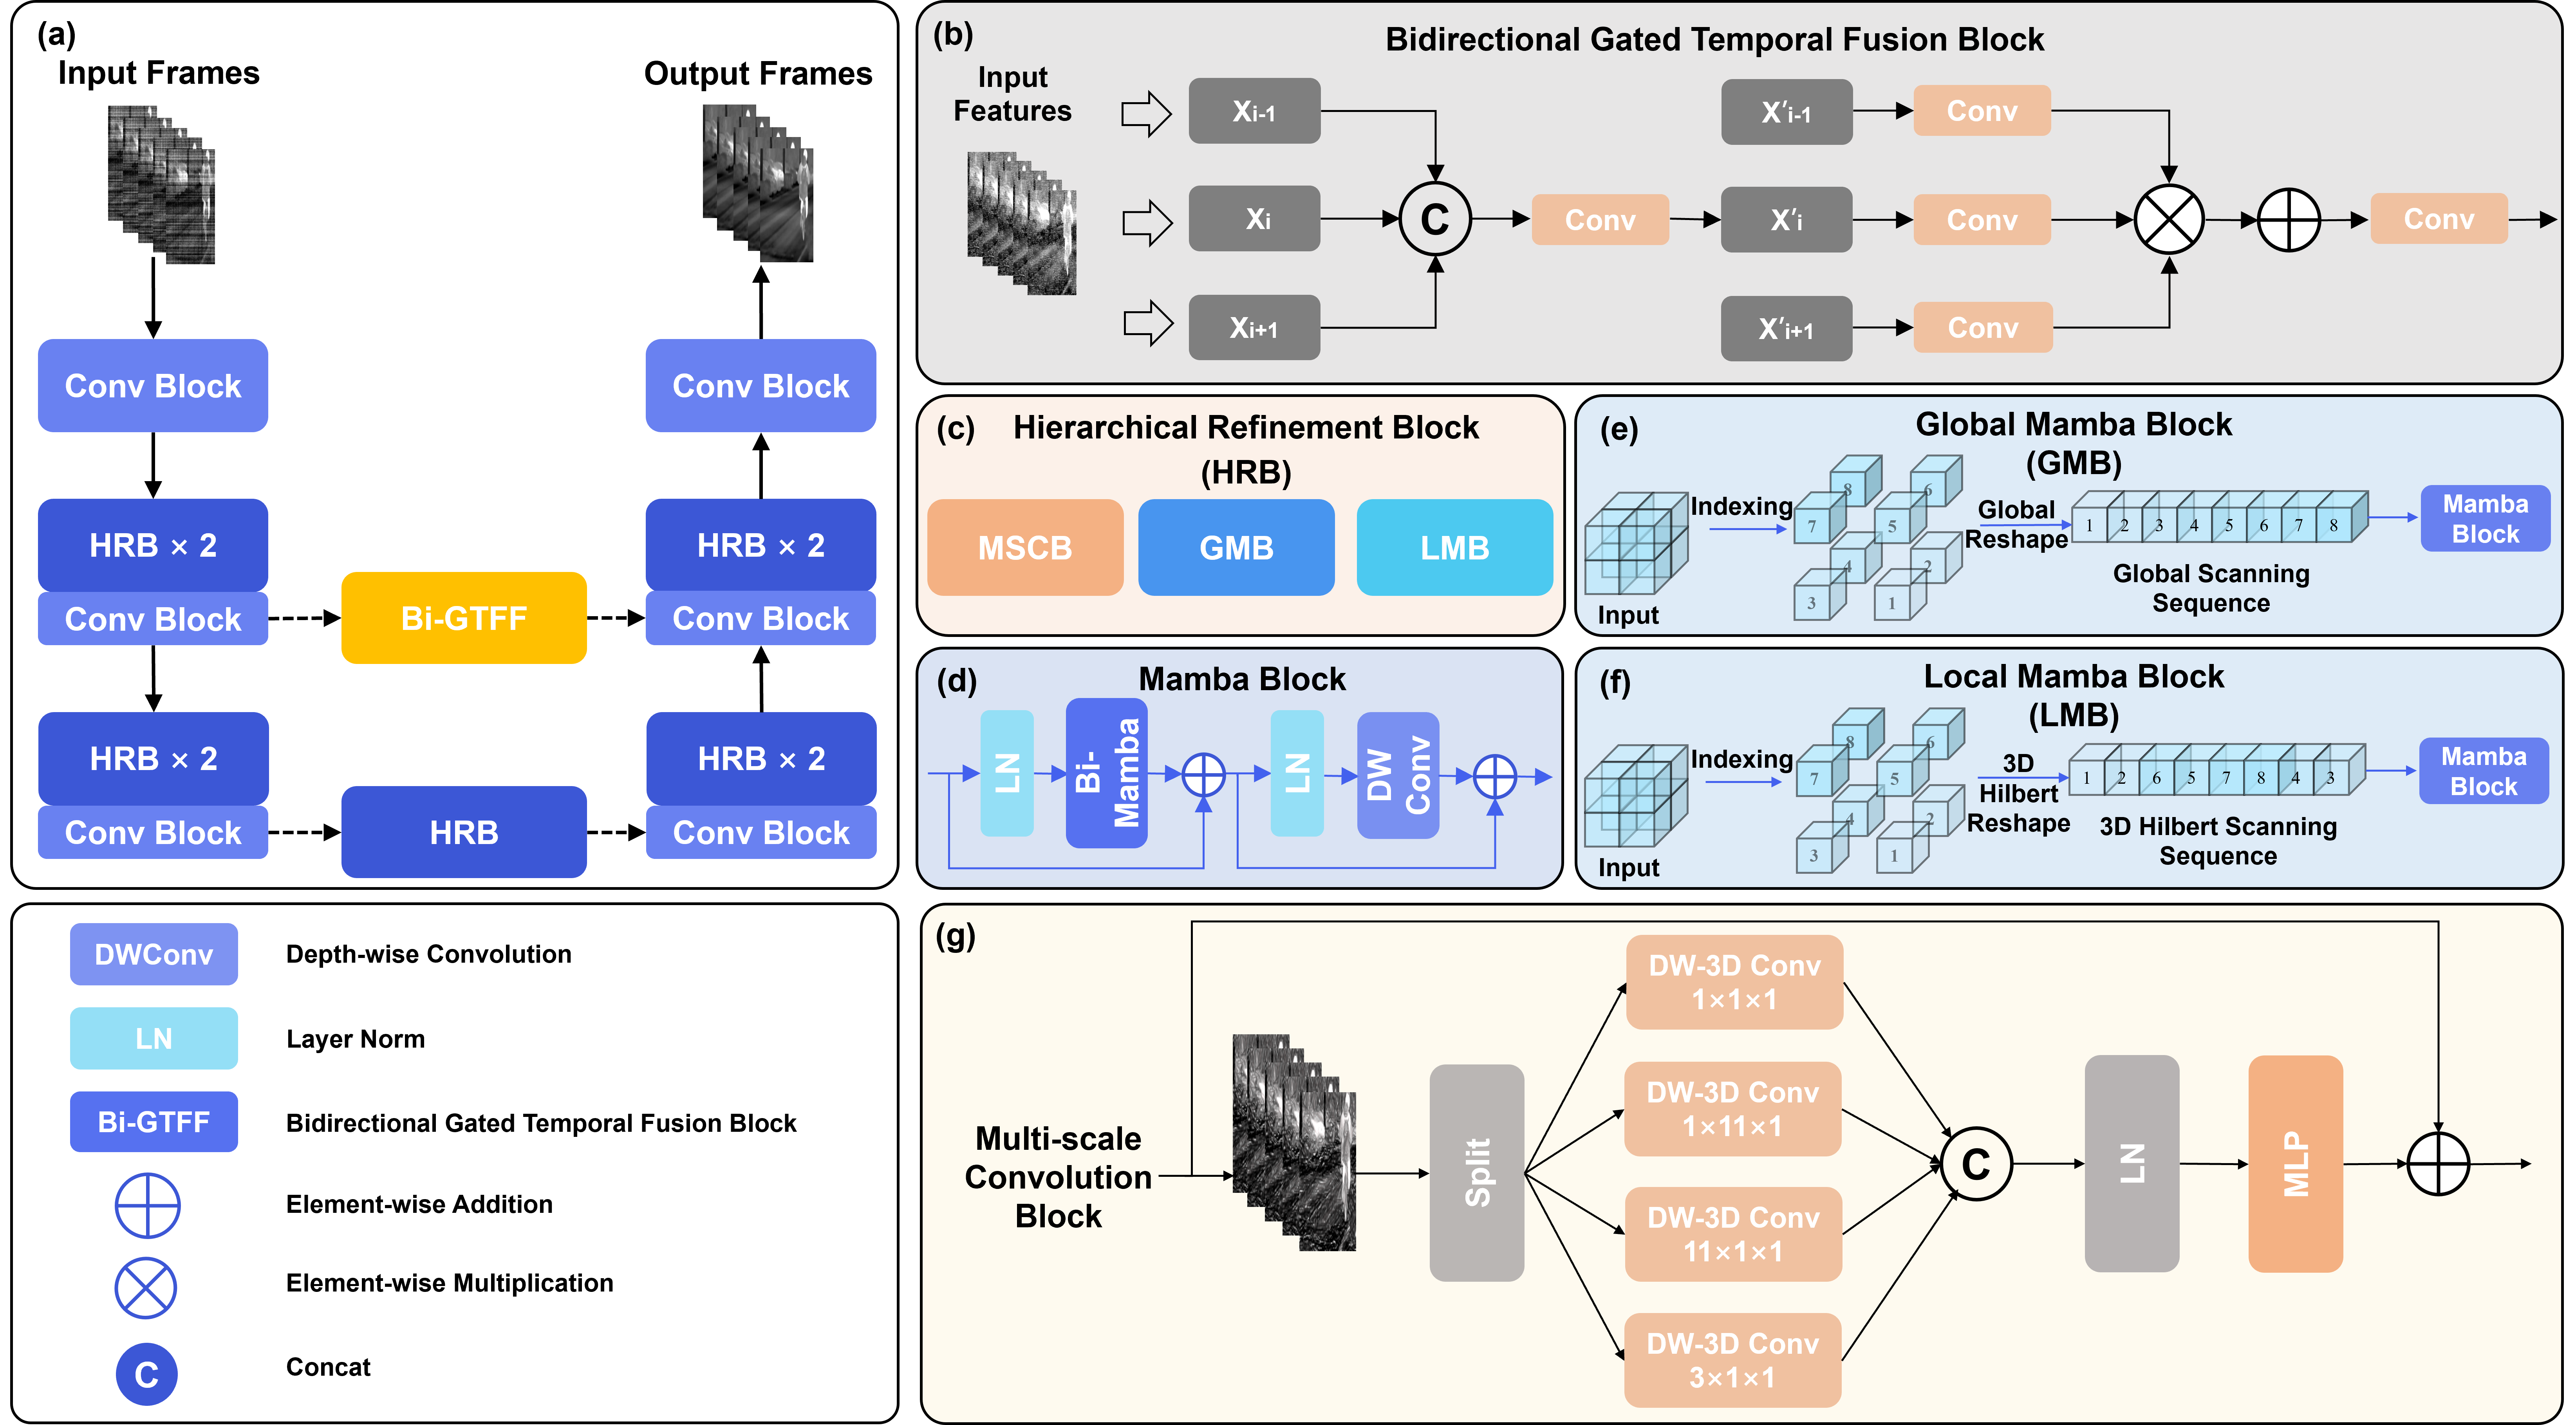 (a)
Input Frames
Output Frames
Conv Block
Conv Block
HRB × 2
HRB × 2
Conv Block
Bi-GTFF
Conv Block
HRB × 2
HRB × 2
Conv Block
HRB
Conv Block
(b)
Bidirectional Gated Temporal Fusion Block
Input
Features
Xi-1
X'i-1
Conv
Xi
C
Conv
X'i
Conv
Conv
Xi+1
X'i+1
Conv
(c)
Hierarchical Refinement Block
(HRB)
MSCB
GMB
LMB
(e)
Global Mamba Block
(GMB)
Input
Indexing
8
6
7
5
4
2
3
1
Global
Reshape
1 2 3 4 5 6 7 8
Global Scanning
Sequence
Mamba
Block
(d)
Mamba Block
LN
Bi-
Mamba
LN
DW
Conv
(f)
Local Mamba Block
(LMB)
Input
Indexing
8
6
7
5
4
2
3
1
3D
Hilbert
Reshape
1 2 6 5 7 8 4 3
3D Hilbert Scanning
Sequence
Mamba
Block
DWConv
Depth-wise Convolution
LN
Layer Norm
Bi-GTFF
Bidirectional Gated Temporal Fusion Block
Element-wise Addition
Element-wise Multiplication
C
Concat
(g)
Multi-scale
Convolution
Block
Split
DW-3D Conv
1×1×1
DW-3D Conv
1×11×1
DW-3D Conv
11×1×1
DW-3D Conv
3×1×1
C
LN
MLP